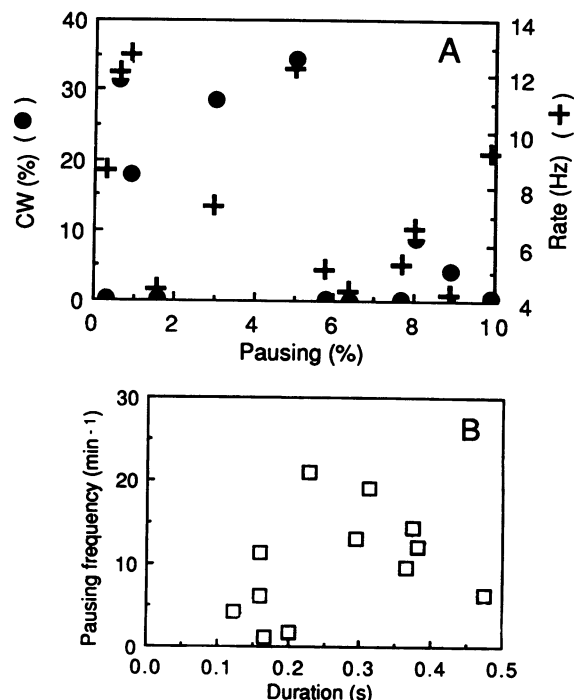 40
30
20
10
0
CW (%) (●)
A
14
12
10
8
6
4
Rate (Hz) (+)
0 2 4 6 8 10
Pausing (%)
30
20
10
0
Pausing frequency (min⁻¹)
B
0.0 0.1 0.2 0.3 0.4 0.5
Duration (s)